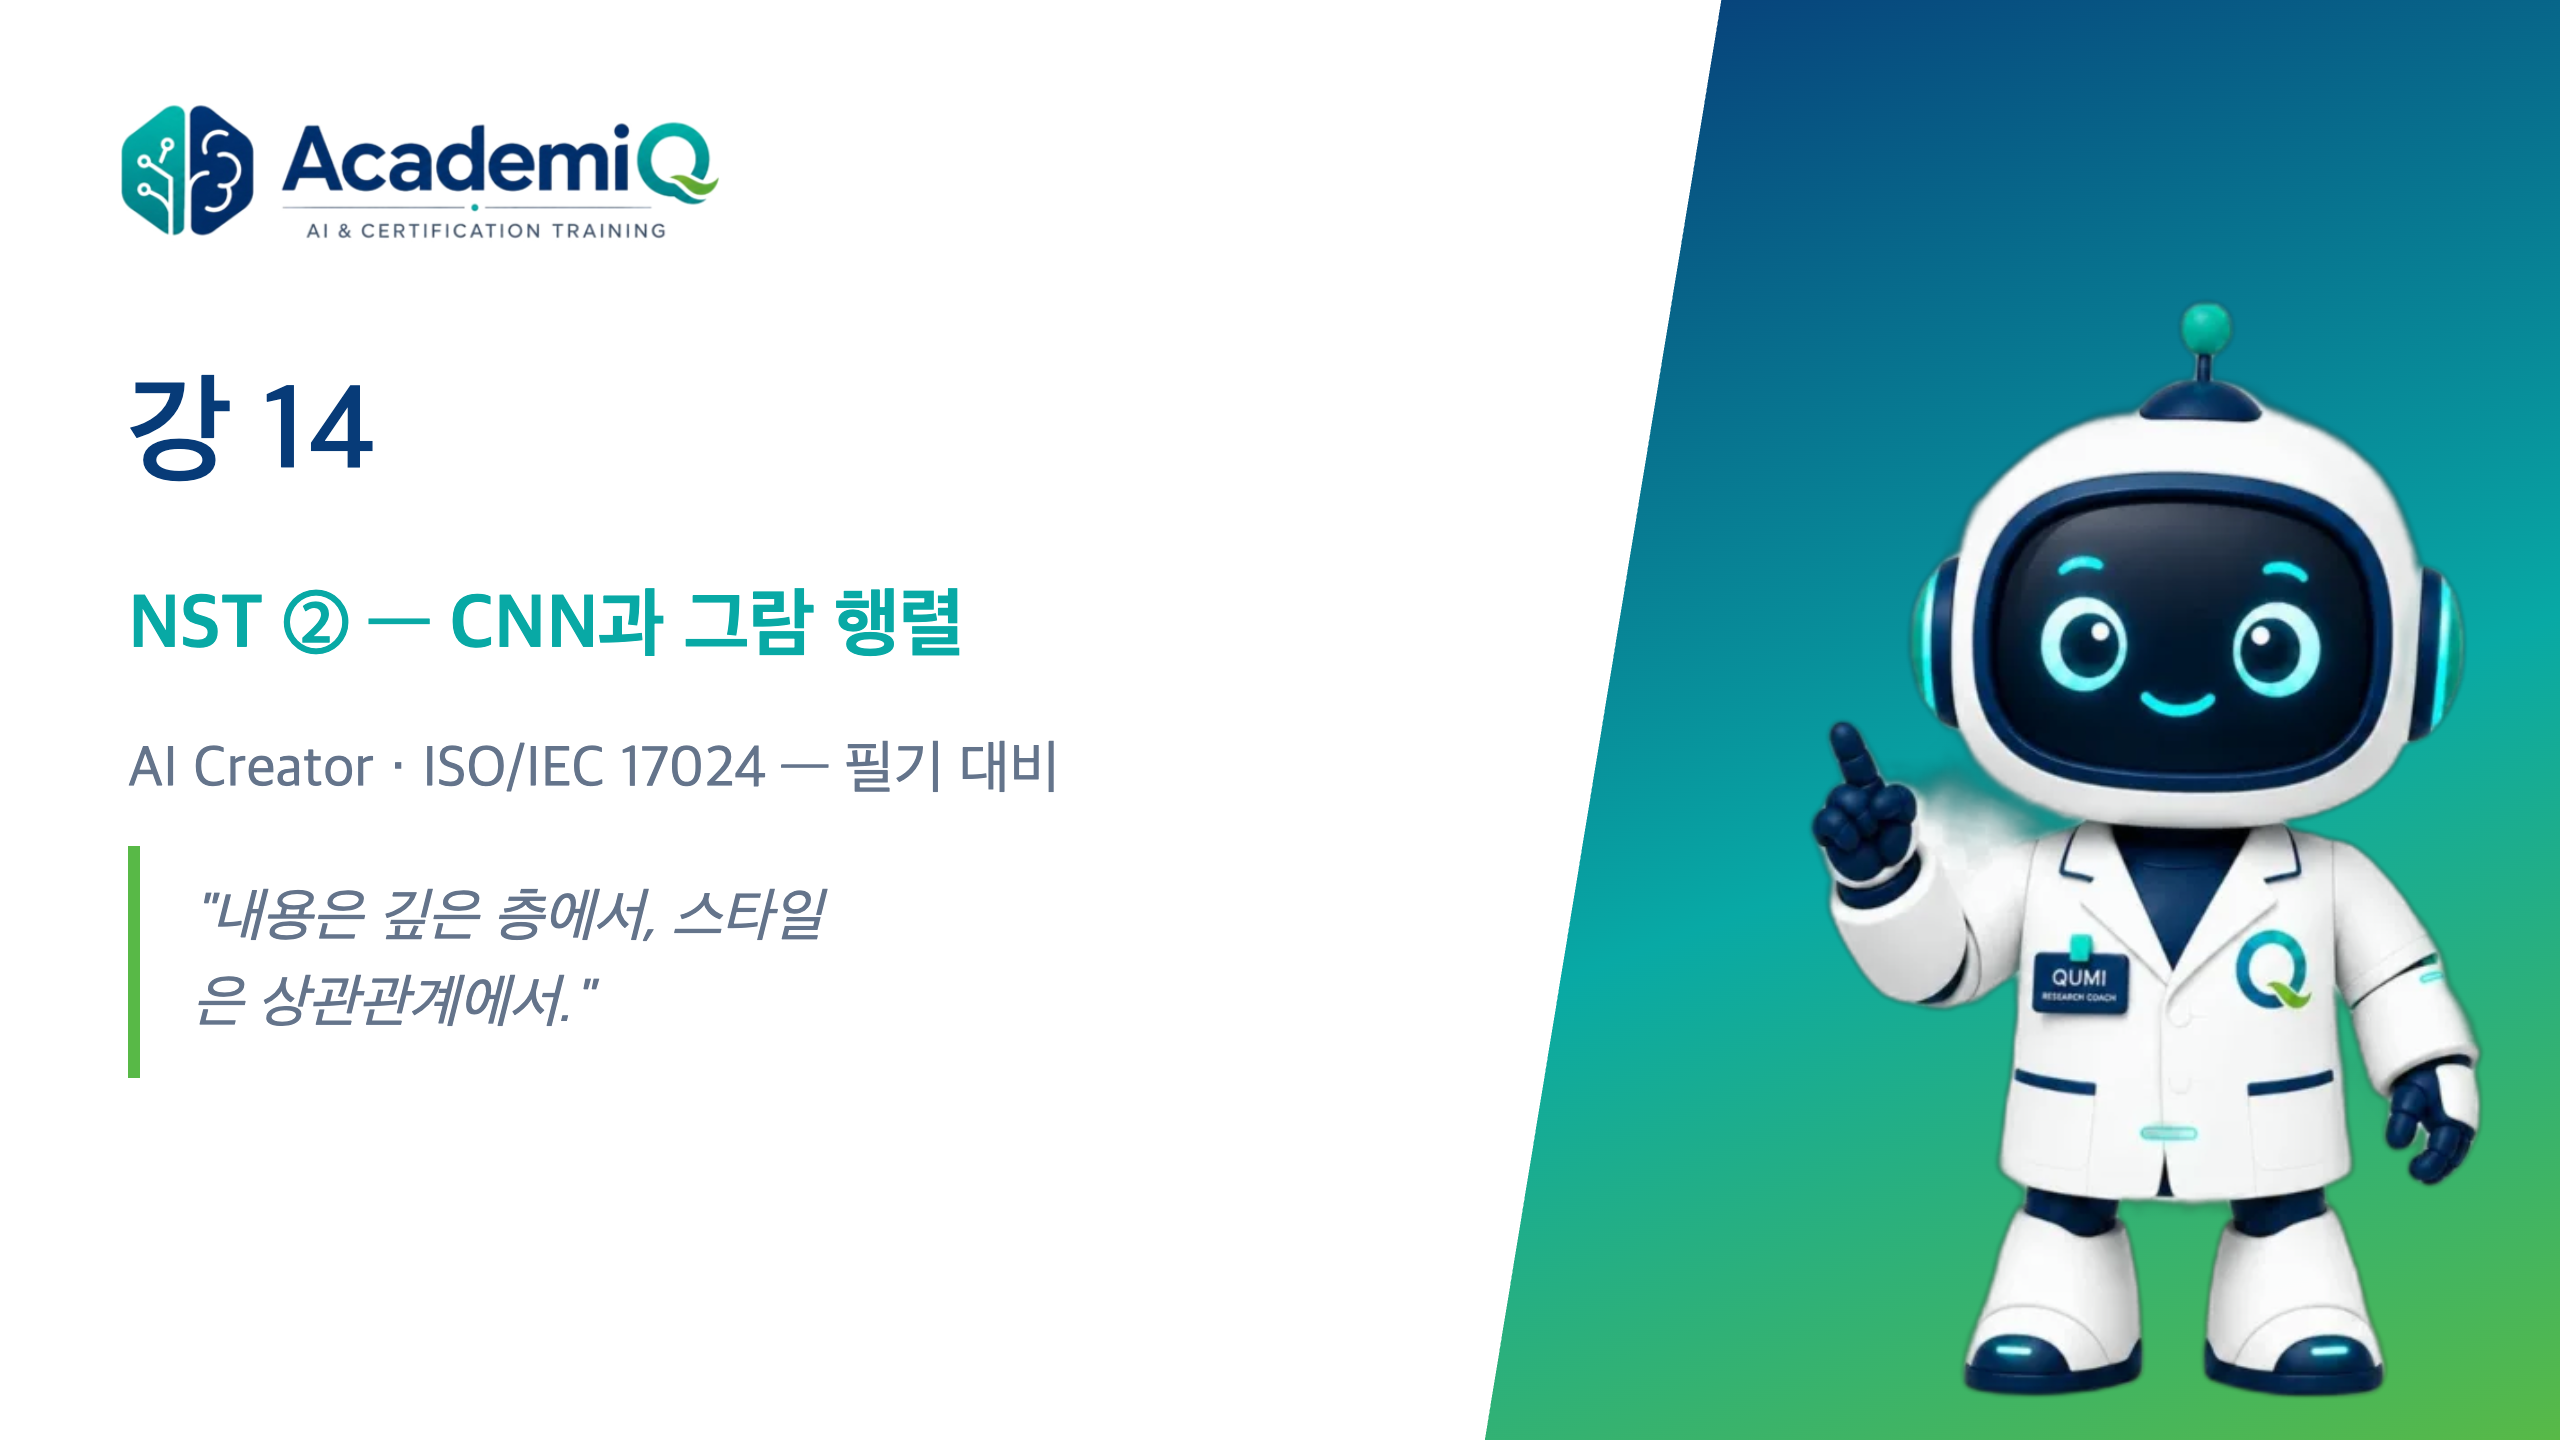 AcademiQ
AI & CERTIFICATION TRAINING
강 14
NST ② — CNN과 그람 행렬
AI Creator · ISO/IEC 17024 — 필기 대비
"내용은 깊은 층에서, 스타일
은 상관관계에서."
QUMI
RESEARCH COACH
Q